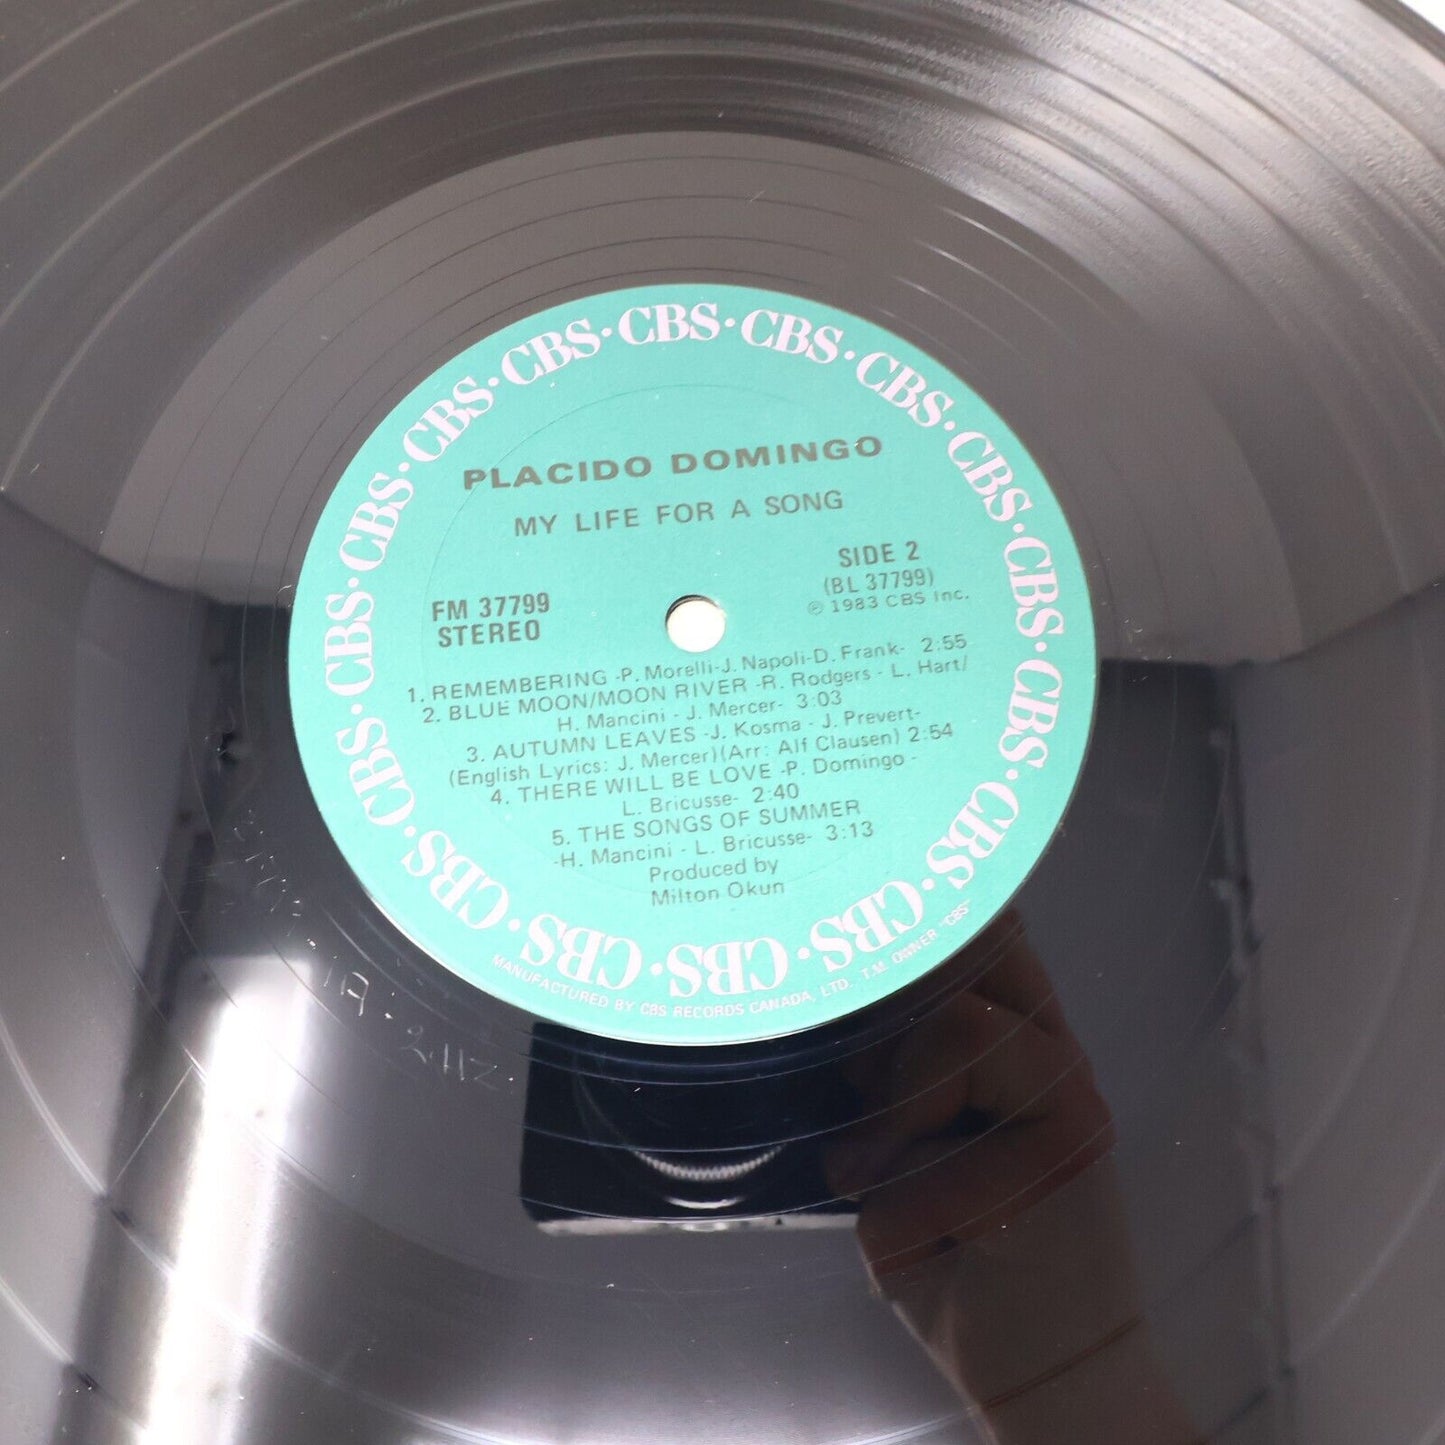 CBS·CBS·CBS·CBS·CBS·CBS·CBS·CBS·CBS·CBS·CBS·CBS·CBS·CBS·CBS·CBS·CBS
PLACIDO DOMINGO
MY LIFE FOR A SONG
SIDE 2
(BL 37799)
℗ 1983 CBS Inc.
FM 37799
STEREO
1. REMEMBERING -P. Morelli-J. Napoli-D. Frank- 2:55
2. BLUE MOON/MOON RIVER -R. Rodgers - L. Hart/
H. Mancini - J. Mercer- 3:03
3. AUTUMN LEAVES -J. Kosma - J. Prevert-
(English Lyrics: J. Mercer)(Arr: Alf Clausen) 2:54
4. THERE WILL BE LOVE -P. Domingo -
L. Bricusse- 2:40
5. THE SONGS OF SUMMER
-H. Mancini - L. Bricusse- 3:13
Produced by
Milton Okun
MANUFACTURED BY CBS RECORDS CANADA, LTD. T.M. OWNER "CBS"